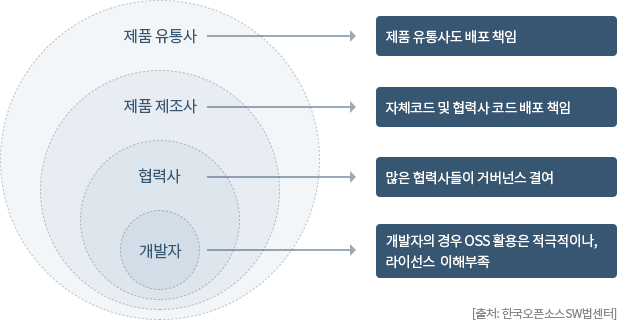 제품 유통사
제품 유통사도 배포 책임
제품 제조사
자체코드 및 협력사 코드 배포 책임
협력사
많은 협력사들이 거버넌스 결여
개발자
개발자의 경우 OSS 활용은 적극적이나,
라이선스 이해부족
[출처: 한국오픈소스SW법센터]